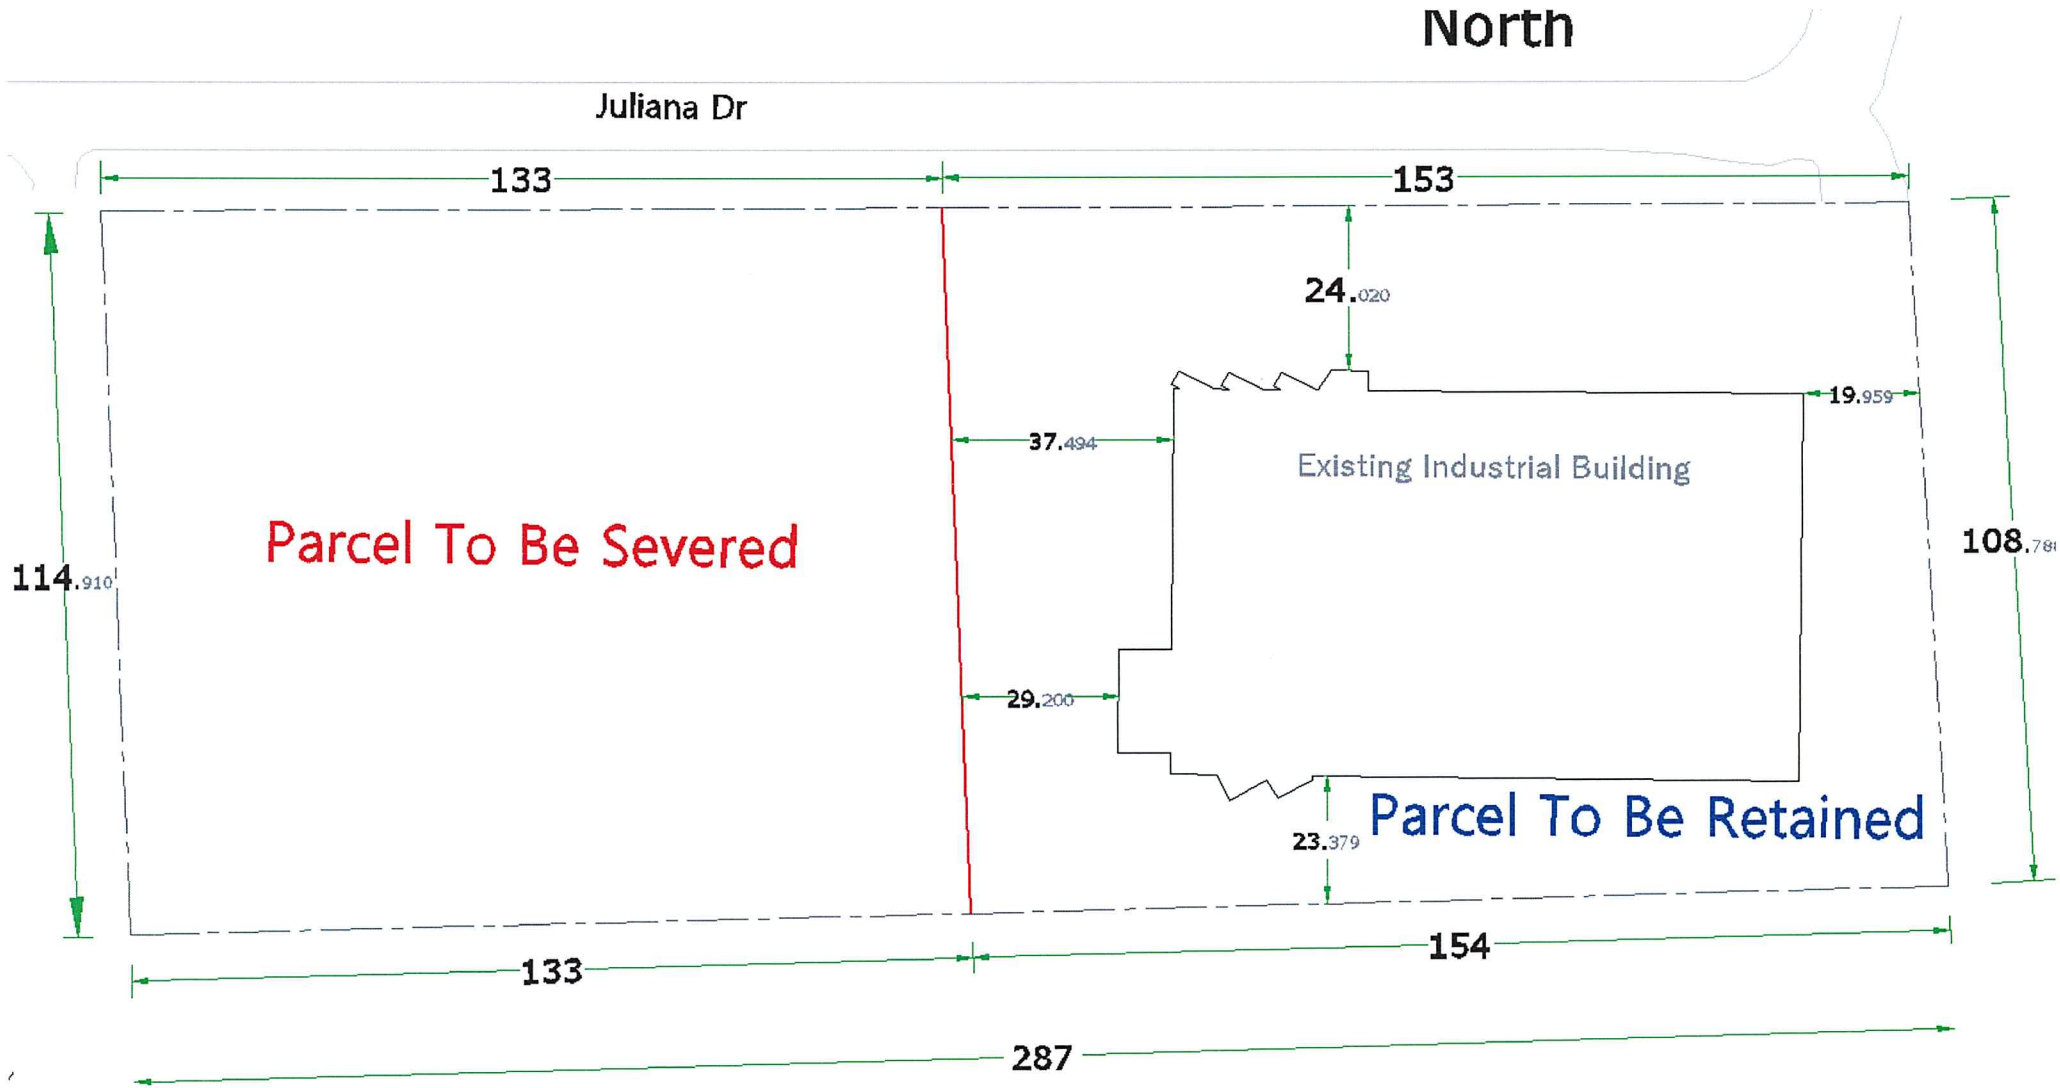 North
Juliana Dr
133
153
24.020
19.959
37.494
Existing Industrial Building
Parcel To Be Severed
108.78
114.910
29.200
Parcel To Be Retained
23.379
154
133
287